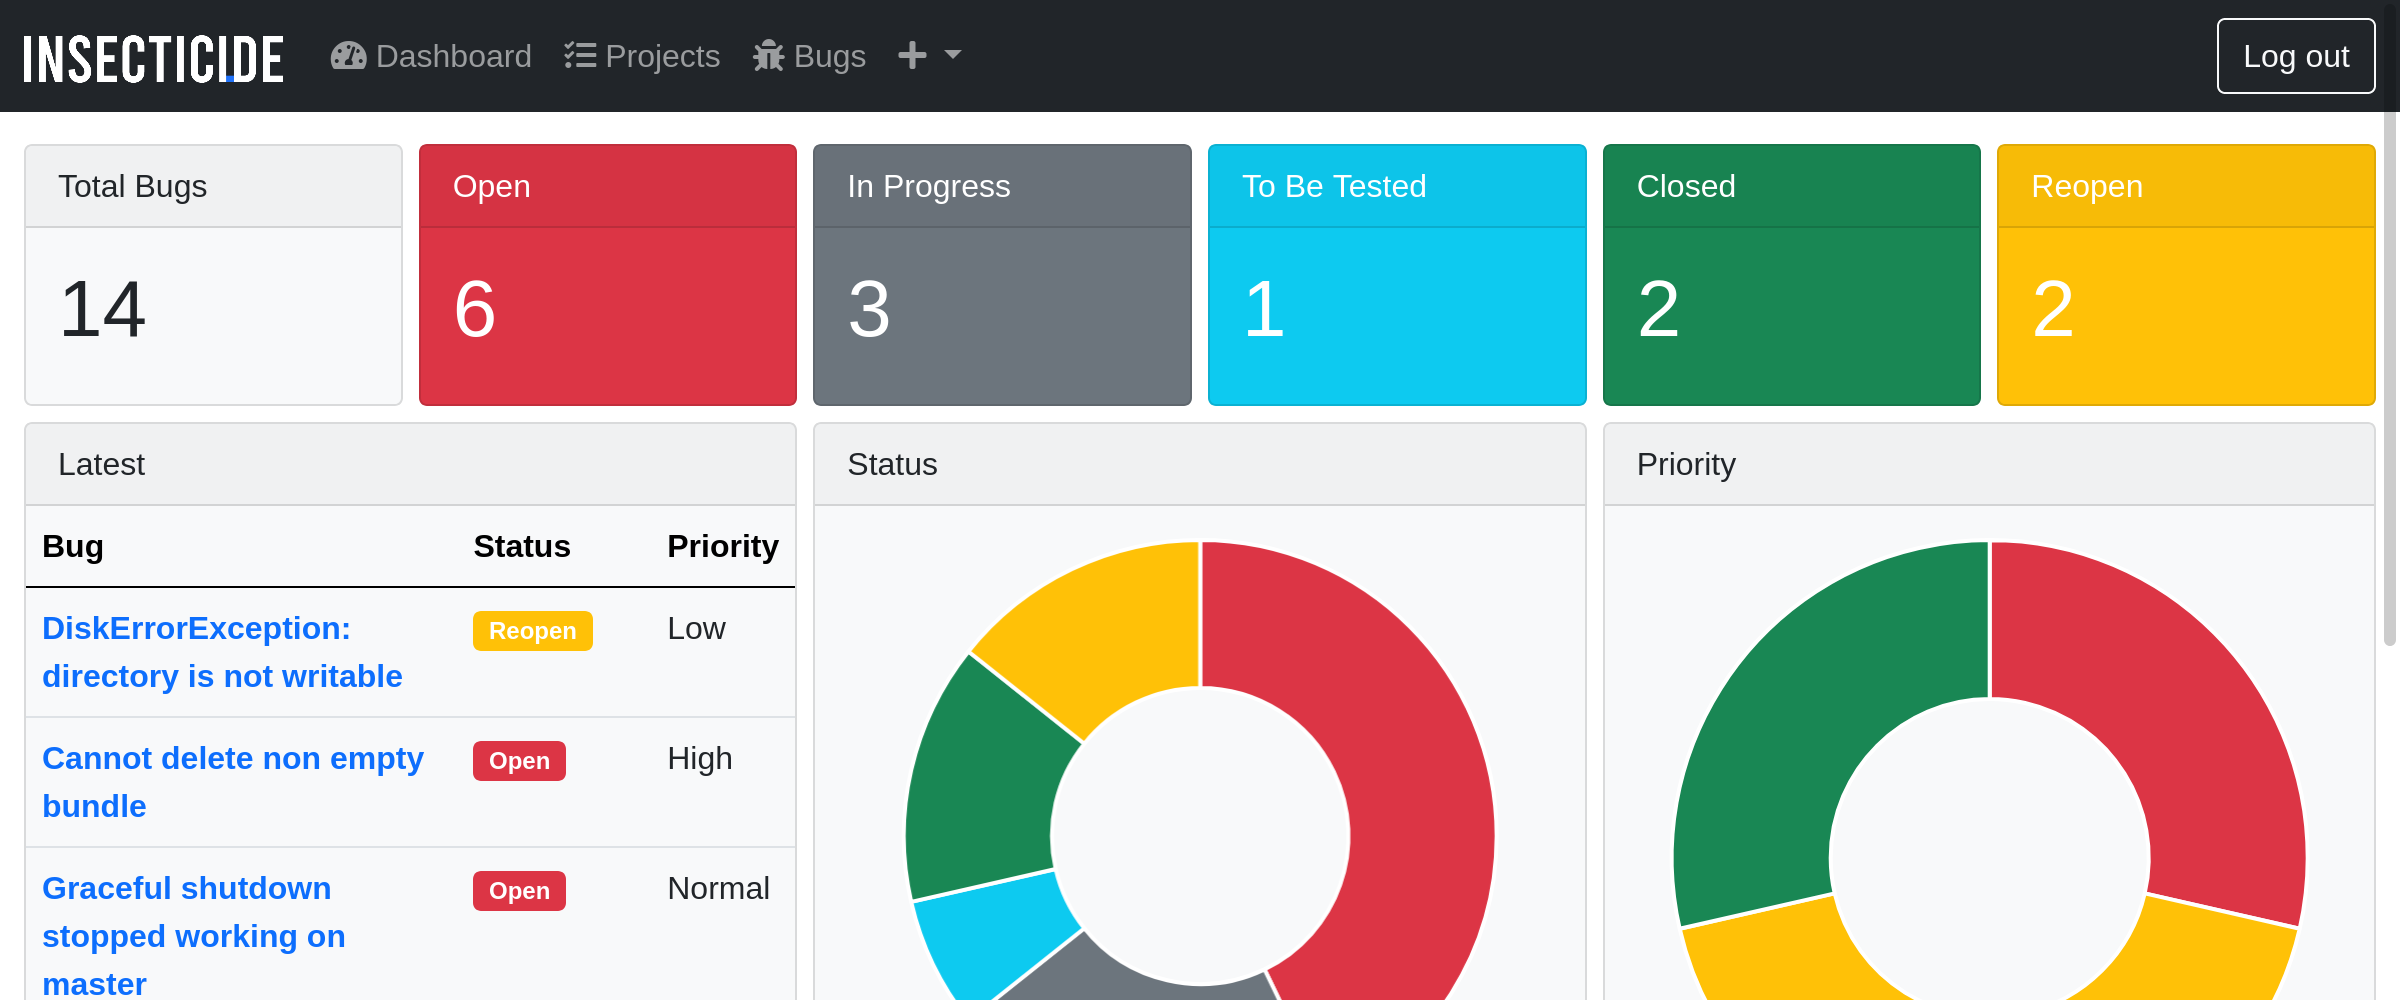 INSECTICIDE Dashboard Projects Bugs Log out
Total Bugs Open In Progress To Be Tested Closed Reopen
14 6 3 1 2 2
Latest Status Priority
Bug Status Priority
DiskErrorException: Reopen Low
directory is not writable
Cannot delete non empty Open High
bundle
Graceful shutdown Open Normal
stopped working on
master